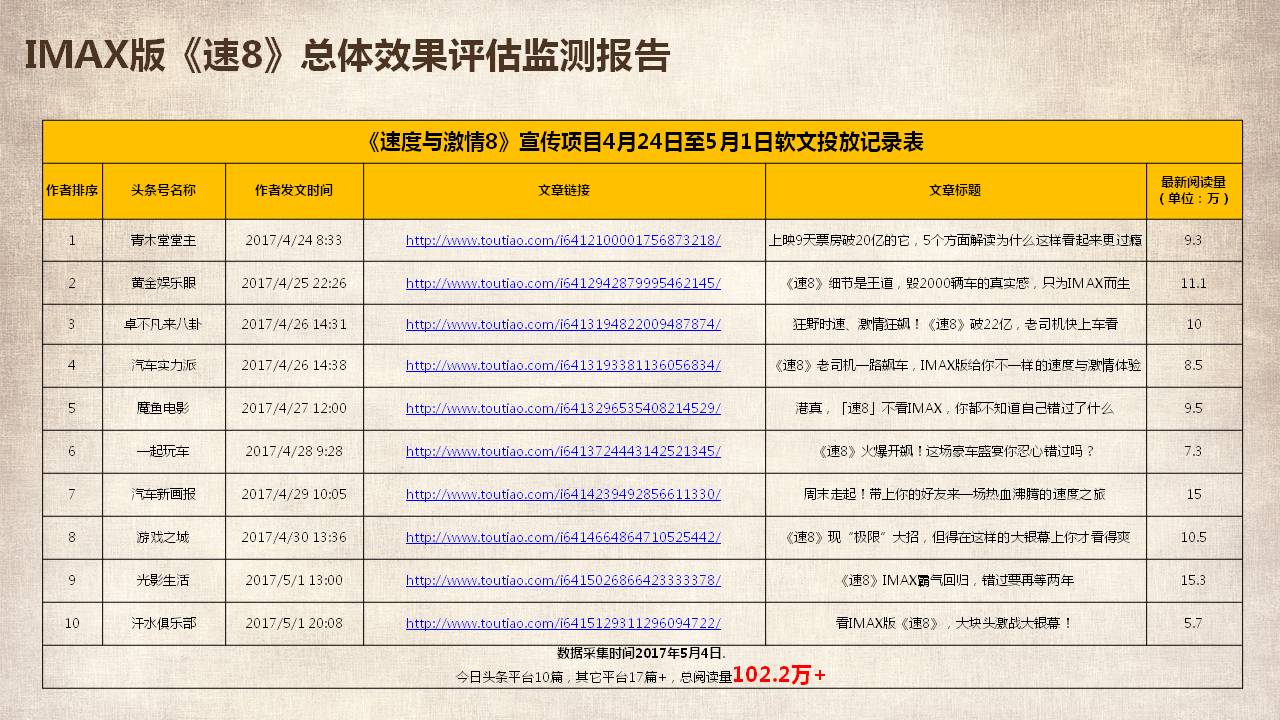 IMAX版《速8》总体效果评估监测报告
《速度与激情8》宣传项目4月24日至5月1日软文投放记录表
作者排序 头条号名称 作者发文时间 文章链接 文章标题 最新阅读量（单位：万）
1 青木堂堂主 2017/4/24 8:33 http://www.toutiao.com/i6412100001756873218/ 上映9天票房破20亿的它，5个方面解读为什么这样看起来更过瘾 9.3
2 黄金娱乐眼 2017/4/25 22:26 http://www.toutiao.com/i6412942879995462145/ 《速8》细节是王道，毁2000辆车的真实感，只为IMAX而生 11.1
3 卓不凡来八卦 2017/4/26 14:31 http://www.toutiao.com/i6413194822009487874/ 狂野时速、激情狂飙！《速8》破22亿，老司机快上车看 10
4 汽车实力派 2017/4/26 14:38 http://www.toutiao.com/i6413193381136056834/ 《速8》老司机一路飙车，IMAX版给你不一样的速度与激情体验 8.5
5 魔鱼电影 2017/4/27 12:00 http://www.toutiao.com/i6413296535408214529/ 港真，「速8」不看IMAX，你都不知道自己错过了什么 9.5
6 一起玩车 2017/4/28 9:28 http://www.toutiao.com/i6413724443142521345/ 《速8》火爆开飙！这场豪车盛宴你忍心错过吗？ 7.3
7 汽车新画报 2017/4/29 10:05 http://www.toutiao.com/i6414239492856611330/ 周末走起！带上你的好友来一场热血沸腾的速度之旅 15
8 游戏之城 2017/4/30 13:36 http://www.toutiao.com/i6414664864710525442/ 《速8》现“极限”大招，但得在这样的大银幕上你才看得爽 10.5
9 光影生活 2017/5/1 13:00 http://www.toutiao.com/i6415026866423333378/ 《速8》IMAX霸气回归，错过要再等两年 15.3
10 汗水俱乐部 2017/5/1 20:08 http://www.toutiao.com/i6415129311296094722/ 看IMAX版《速8》，大块头激战大银幕！ 5.7
数据采集时间2017年5月4日.
今日头条平台10篇，其它平台17篇+，总阅读量102.2万+